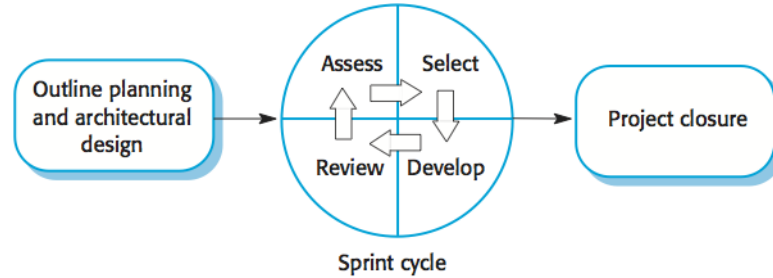 Outline planning
and architectural
design
Assess
Select
Review
Develop
Sprint cycle
Project closure